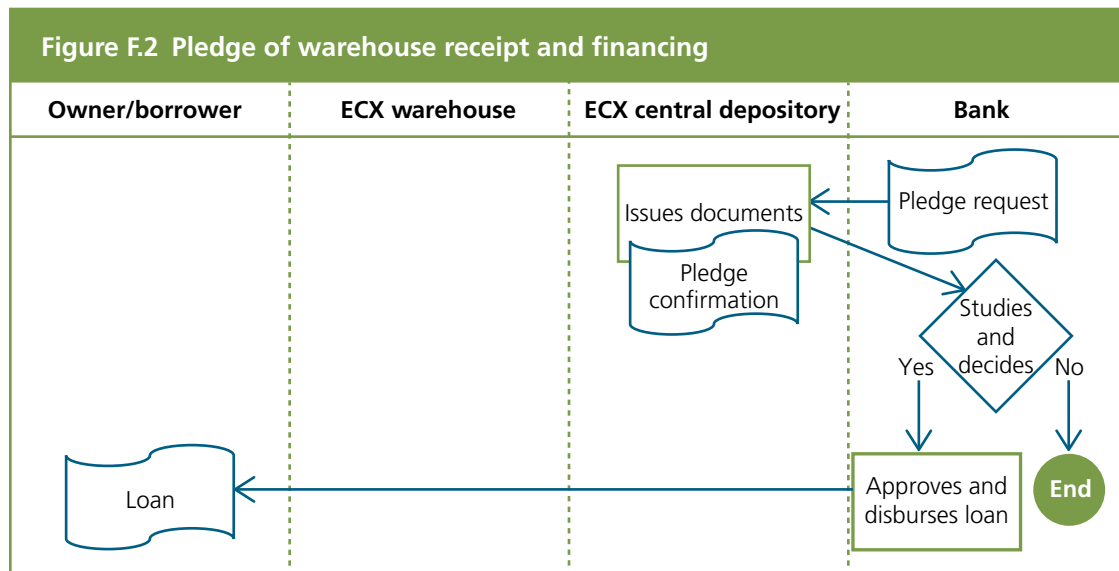 Figure F.2 Pledge of warehouse receipt and financing
Owner/borrower
ECX warehouse
ECX central depository
Bank
Issues documents
Pledge request
Pledge
confirmation
Studies
and
decides
Yes
No
Loan
Approves and
disburses loan
End